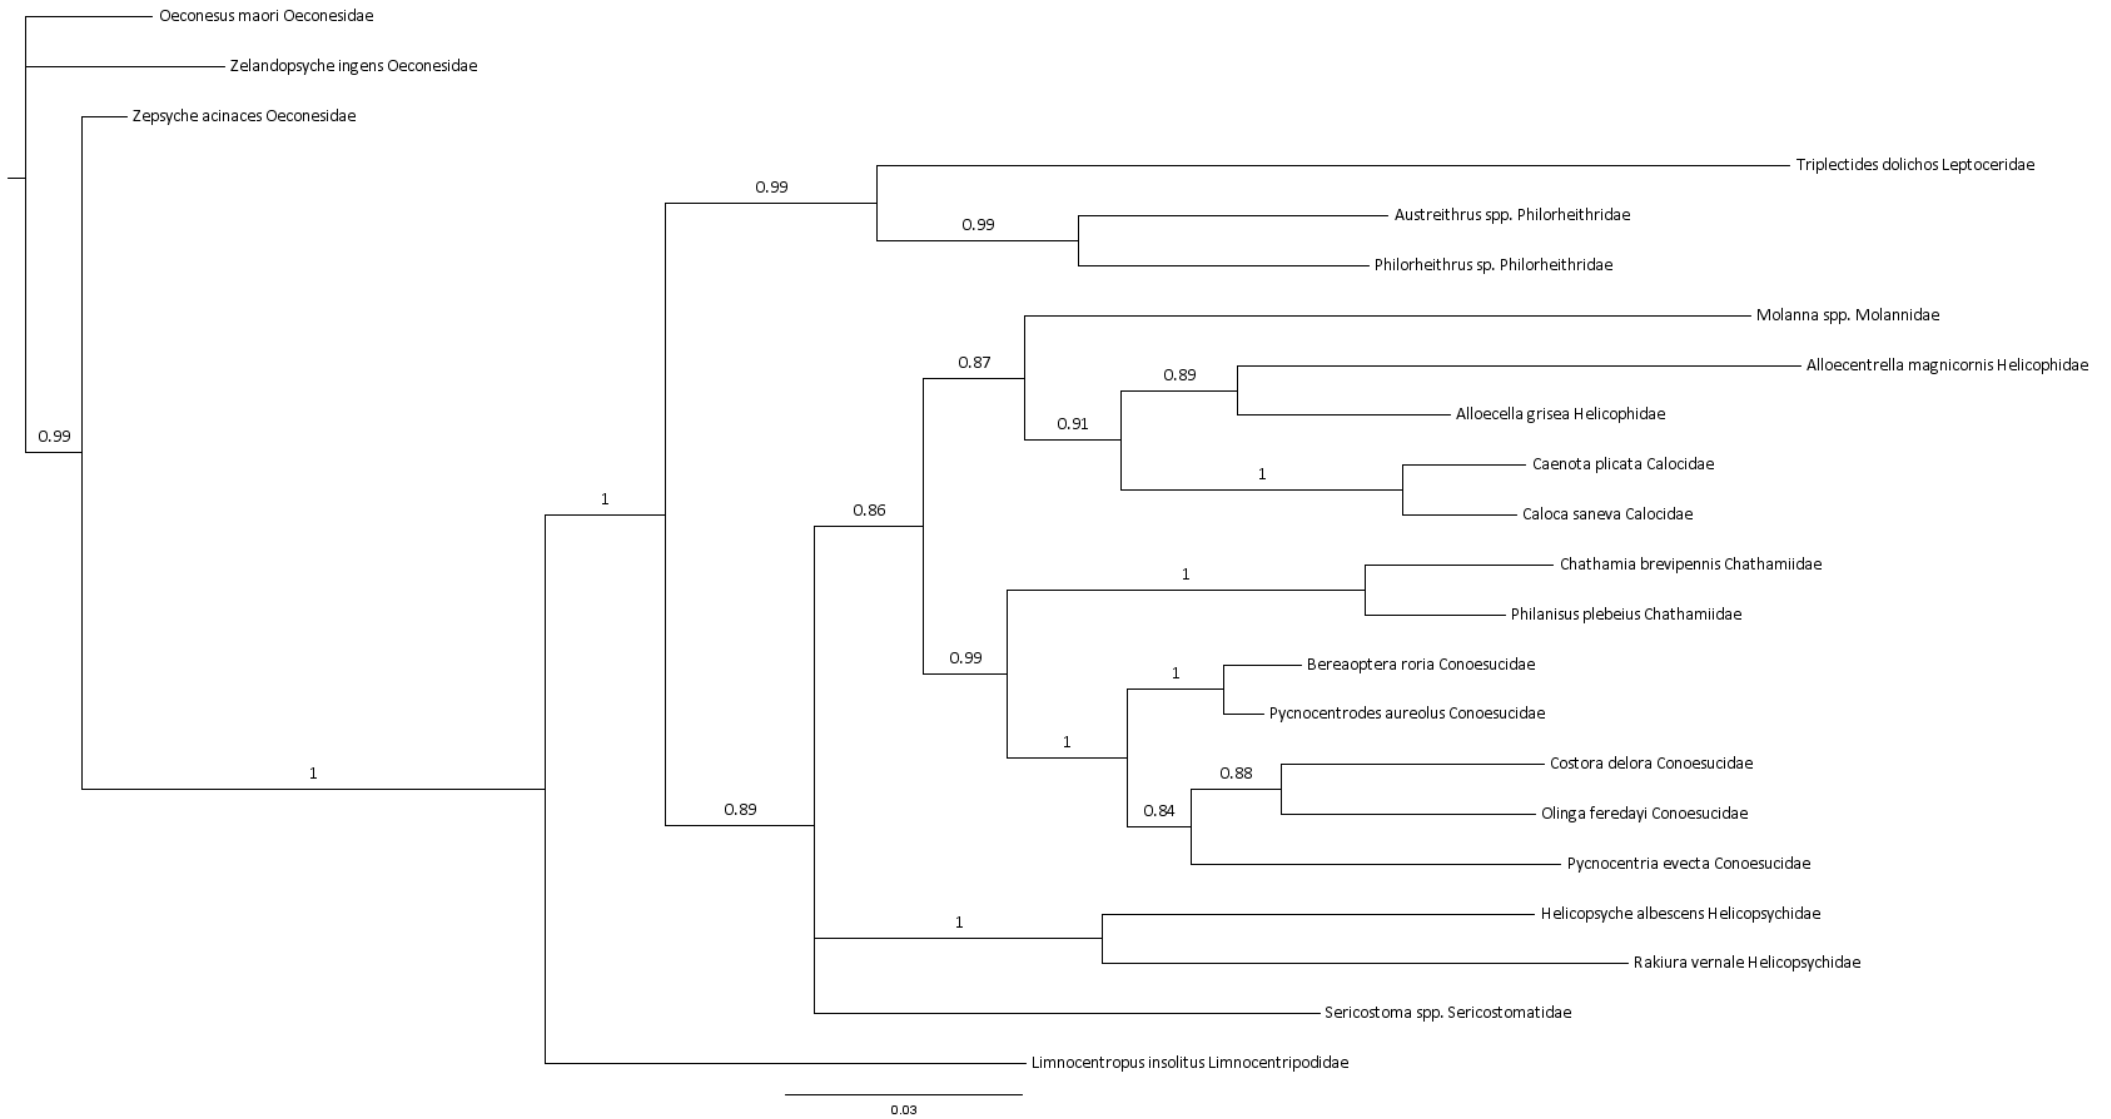 Oeconesus maori Oeconesidae
Zelandopsyche ingens Oeconesidae
Zepsyche acinaces Oeconesidae
Triplectides dolichos Leptoceridae
0.99
Austreithrus spp. Philorheithridae
0.99
Philorheithrus sp. Philorheithridae
Molanna spp. Molannidae
0.87
Alloecentrella magnicornis Helicophidae
0.89
Alloecella grisea Helicophidae
0.91
0.99
Caenota plicata Calocidae
1
1
Caloca saneva Calocidae
0.86
Chathamia brevipennis Chathamiidae
1
Philanisus plebeius Chathamiidae
0.99
Bereaoptera roria Conoesucidae
1
Pycnocentrodes aureolus Conoesucidae
1
Costora delora Conoesucidae
0.88
1
Olinga feredayi Conoesucidae
0.84
0.89
Pycnocentria evecta Conoesucidae
Helicopsyche albescens Helicopsychidae
1
Rakiura vernale Helicopsychidae
Sericostoma spp. Sericostomatidae
Limnocentropus insolitus Limnocentripodidae
0.03